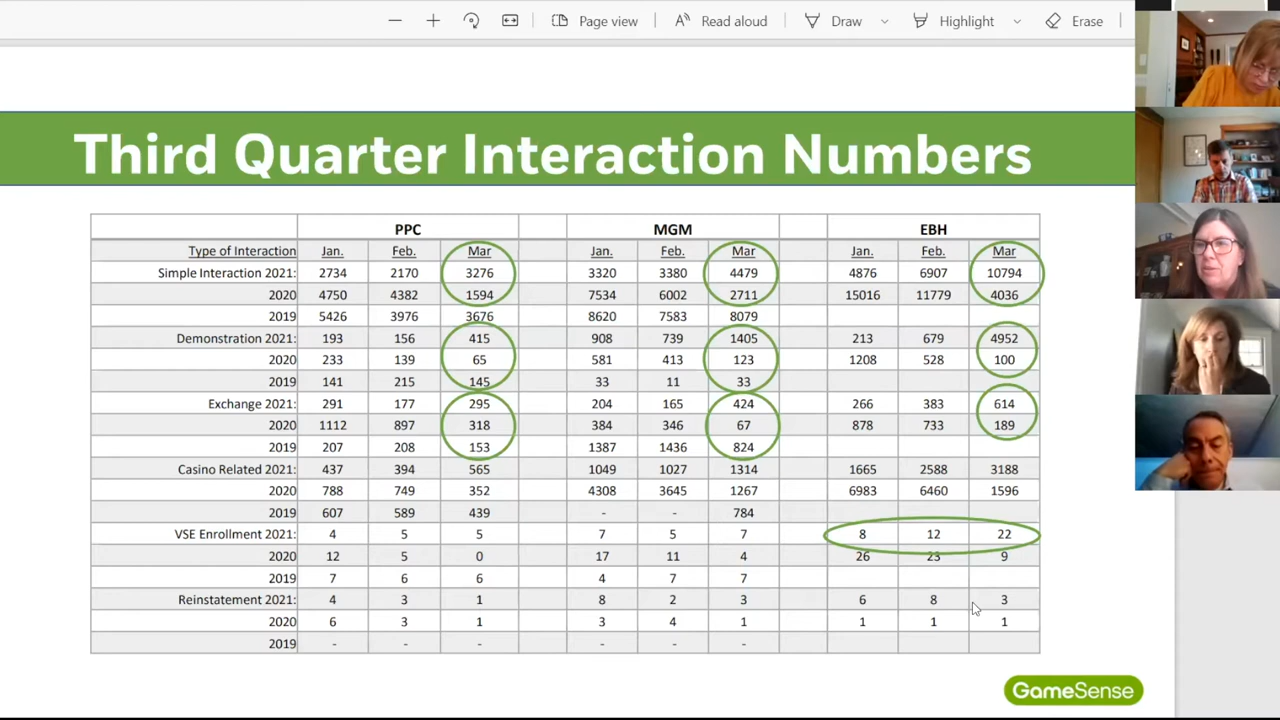 Page view Read aloud Draw Highlight Erase
Third Quarter Interaction Numbers
PPC MGM EBH
Type of Interaction Jan. Feb. Mar Jan. Feb. Mar Jan. Feb. Mar
Simple Interaction 2021: 2734 2170 3276 3320 3380 4479 4876 6907 10794
2020 4750 4382 1594 7534 6002 2711 15016 11779 4036
2019 5426 3976 3676 8620 7583 8079
Demonstration 2021: 193 156 415 908 739 1405 213 679 4952
2020 233 139 65 581 413 123 1208 528 100
2019 141 215 145 33 11 33
Exchange 2021: 291 177 295 204 165 424 266 383 614
2020 1112 897 318 384 346 67 878 733 189
2019 207 208 153 1387 1436 824
Casino Related 2021: 437 394 565 1049 1027 1314 1665 2588 3188
2020 788 749 352 4308 3645 1267 6983 6460 1596
2019 607 589 439 - - 784
VSE Enrollment 2021: 4 5 5 7 5 7 8 12 22
2020 12 5 0 17 11 4 26 23 9
2019 7 6 6 4 7 7
Reinstatement 2021: 4 3 1 8 2 3 6 8 3
2020 6 3 1 3 4 1 1 1 1
2019 - - - - - -
GameSense